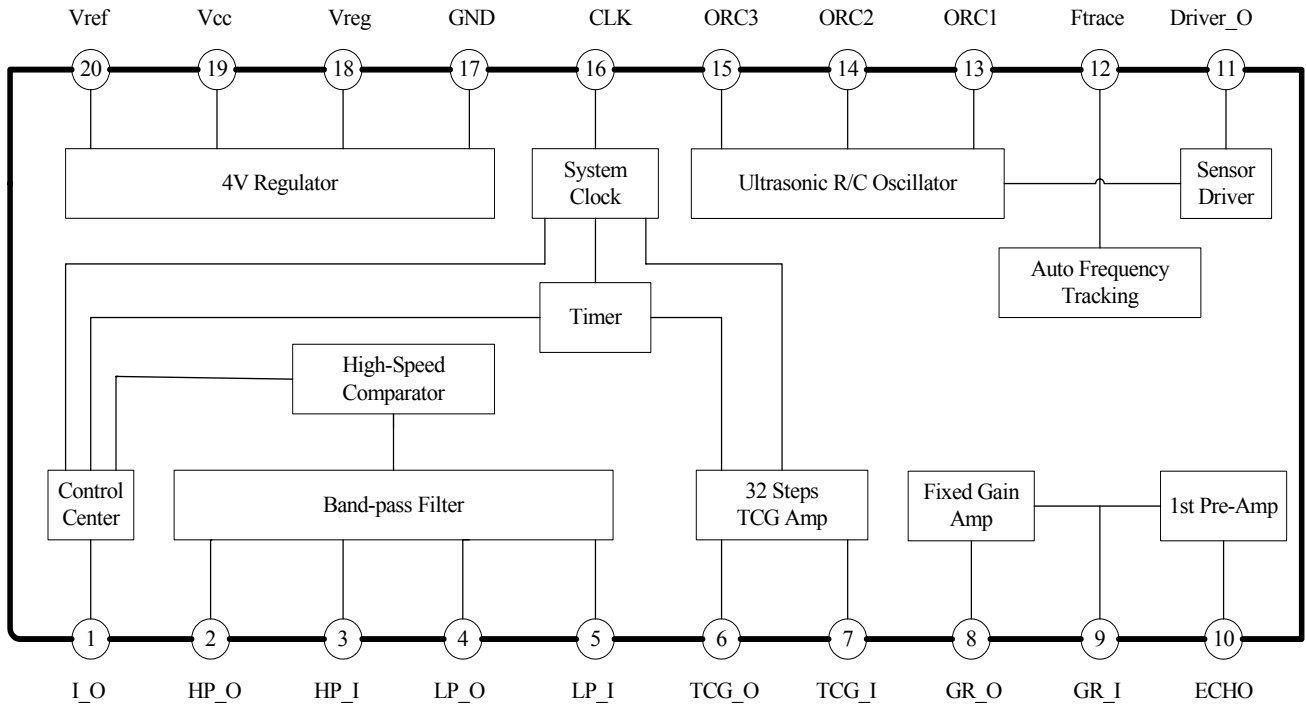 Vref Vcc Vreg GND CLK ORC3 ORC2 ORC1 Ftrace Driver_O
20 19 18 17 16 15 14 13 12 11
4V Regulator
System
Clock
Ultrasonic R/C Oscillator
Sensor
Driver
Auto Frequency
Tracking
Timer
High-Speed
Comparator
Control
Center
Band-pass Filter
32 Steps
TCG Amp
Fixed Gain
Amp
1st Pre-Amp
1 2 3 4 5 6 7 8 9 10
I_O HP_O HP_I LP_O LP_I TCG_O TCG_I GR_O GR_I ECHO